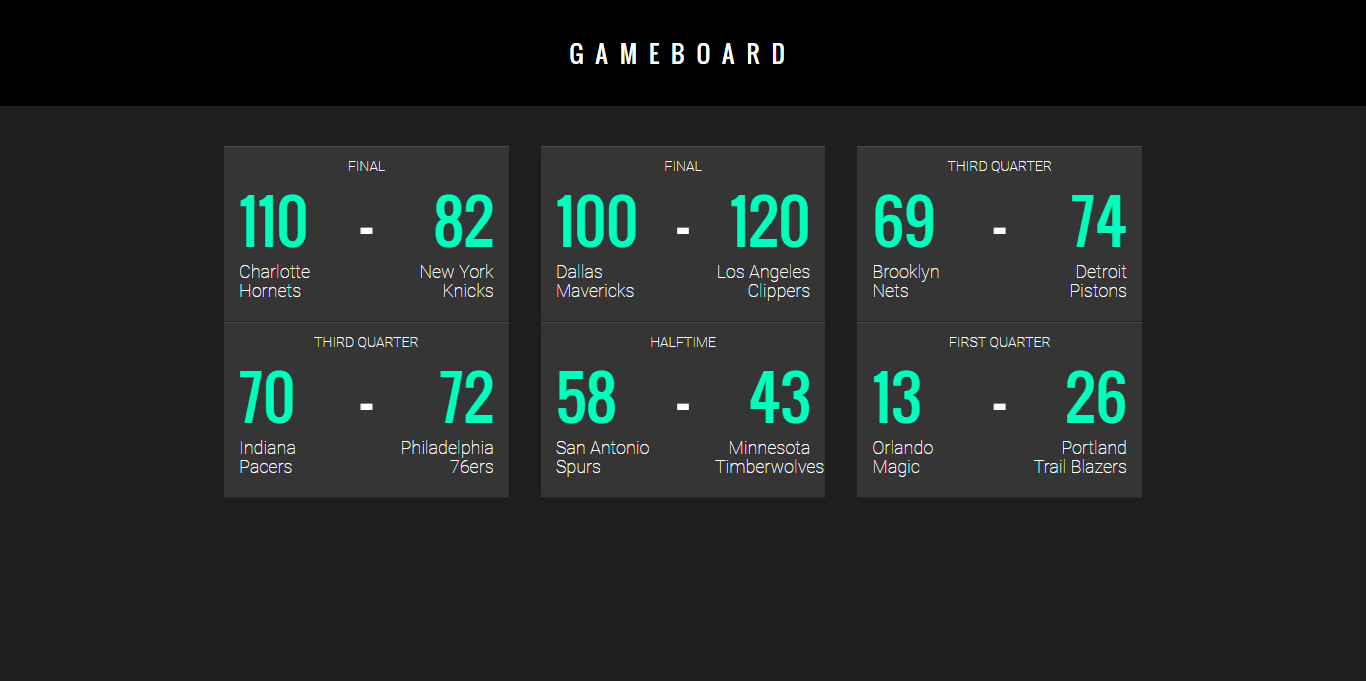 GAMEBOARD
FINAL
110 - 82
Charlotte New York
Hornets Knicks
FINAL
100 - 120
Dallas Los Angeles
Mavericks Clippers
THIRD QUARTER
69 - 74
Brooklyn Detroit
Nets Pistons
THIRD QUARTER
70 - 72
Indiana Philadelphia
Pacers 76ers
HALFTIME
58 - 43
San Antonio Minnesota
Spurs Timberwolves
FIRST QUARTER
13 - 26
Orlando Portland
Magic Trail Blazers